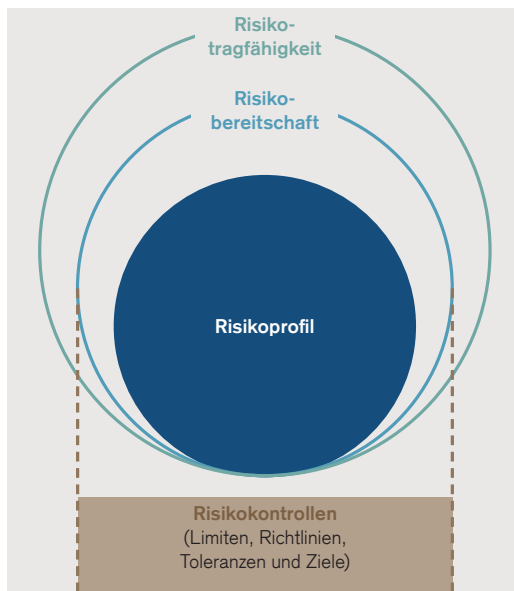 Risiko-
tragfähigkeit
Risiko-
bereitschaft
Risikoprofil
Risikokontrollen
(Limiten, Richtlinien,
Toleranzen und Ziele)